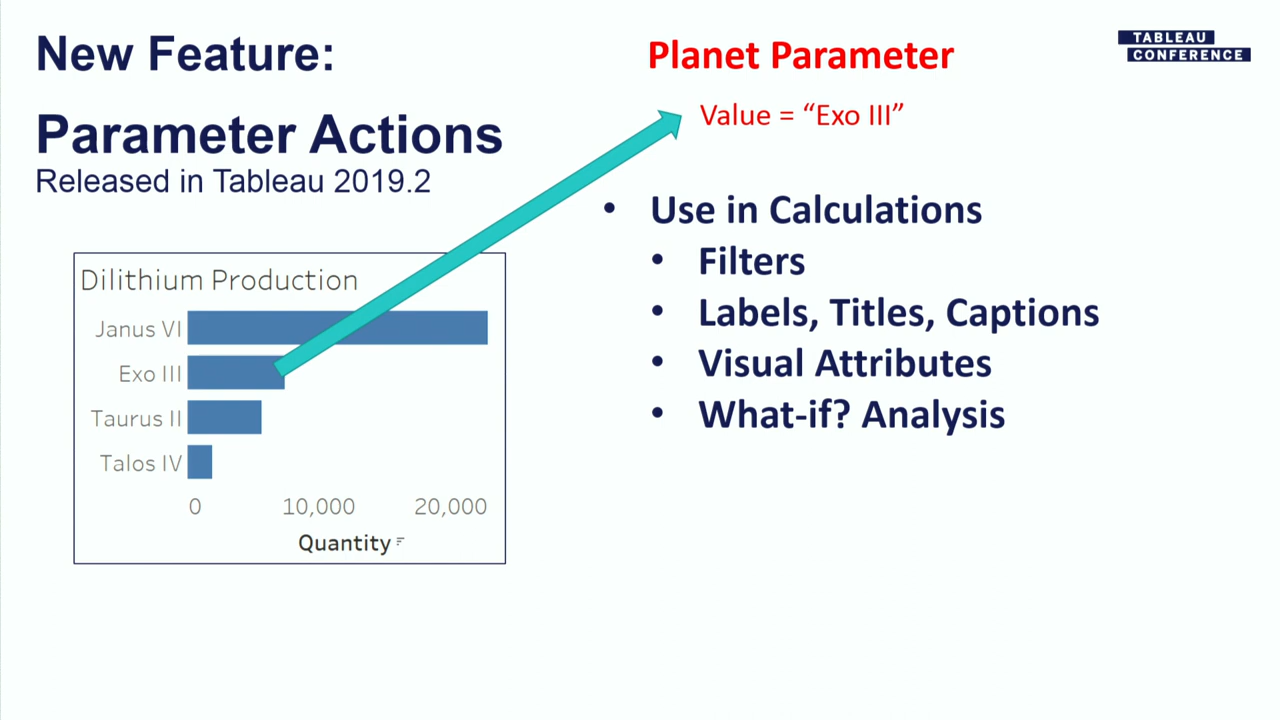 New Feature:
Parameter Actions
Released in Tableau 2019.2
Dilithium Production
Janus VI
Exo III
Taurus II
Talos IV
0 10,000 20,000
Quantity
Planet Parameter
Value = “Exo III”
• Use in Calculations
• Filters
• Labels, Titles, Captions
• Visual Attributes
• What-if? Analysis
TABLEAU
CONFERENCE